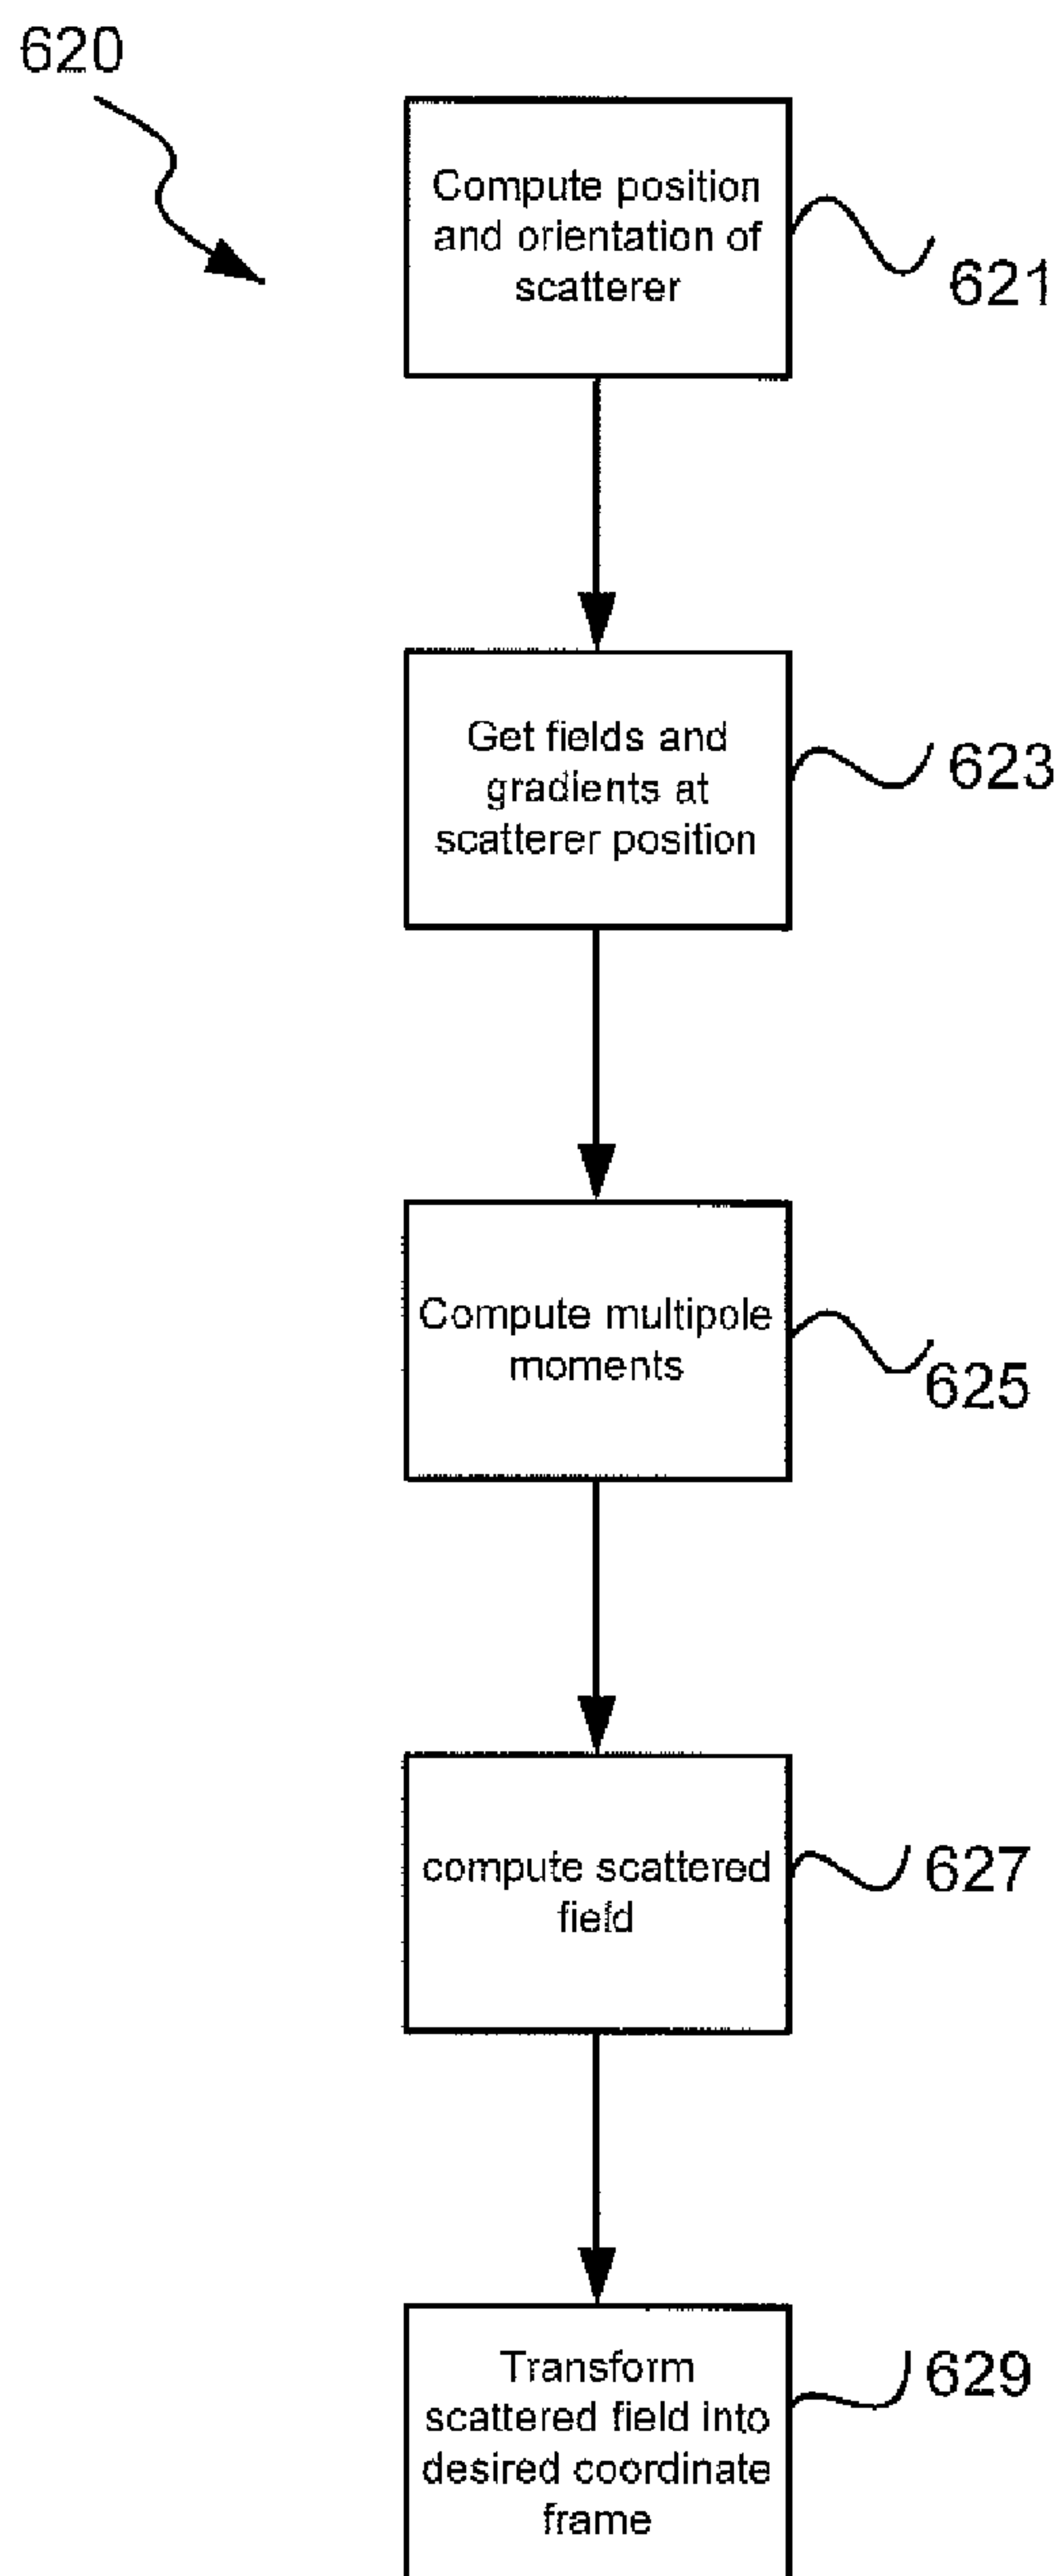 620
Compute position
and orientation of
scatterer
621
Get fields and
gradients at
scatterer position
623
Compute multipole
moments
625
compute scattered
field
627
Transform
scattered field into
desired coordinate
frame
629